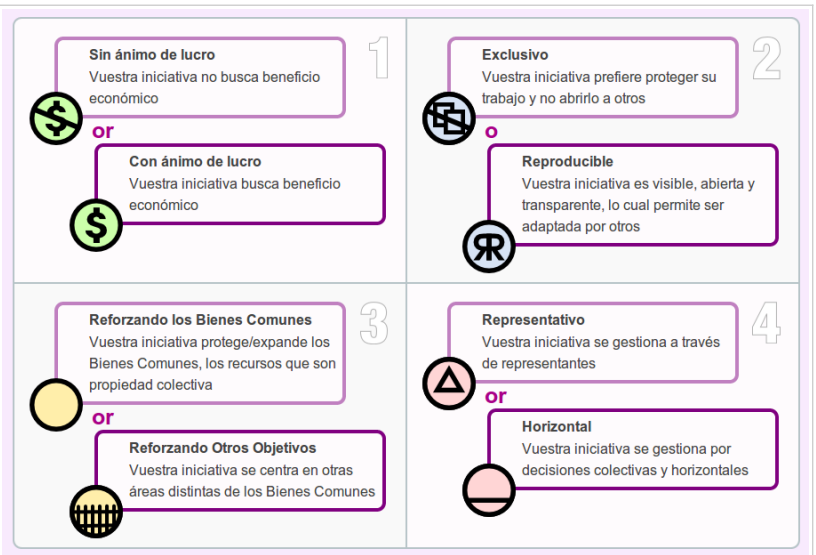 1
Sin ánimo de lucro
Vuestra iniciativa no busca beneficio
económico
or
Con ánimo de lucro
Vuestra iniciativa busca beneficio
económico
2
Exclusivo
Vuestra iniciativa prefiere proteger su
trabajo y no abrirlo a otros
o
Reproducible
Vuestra iniciativa es visible, abierta y
transparente, lo cual permite ser
adaptada por otros
3
Reforzando los Bienes Comunes
Vuestra iniciativa protege/expande los
Bienes Comunes, los recursos que son
propiedad colectiva
or
Reforzando Otros Objetivos
Vuestra iniciativa se centra en otras
áreas distintas de los Bienes Comunes
4
Representativo
Vuestra iniciativa se gestiona a través
de representantes
or
Horizontal
Vuestra iniciativa se gestiona por
decisiones colectivas y horizontales